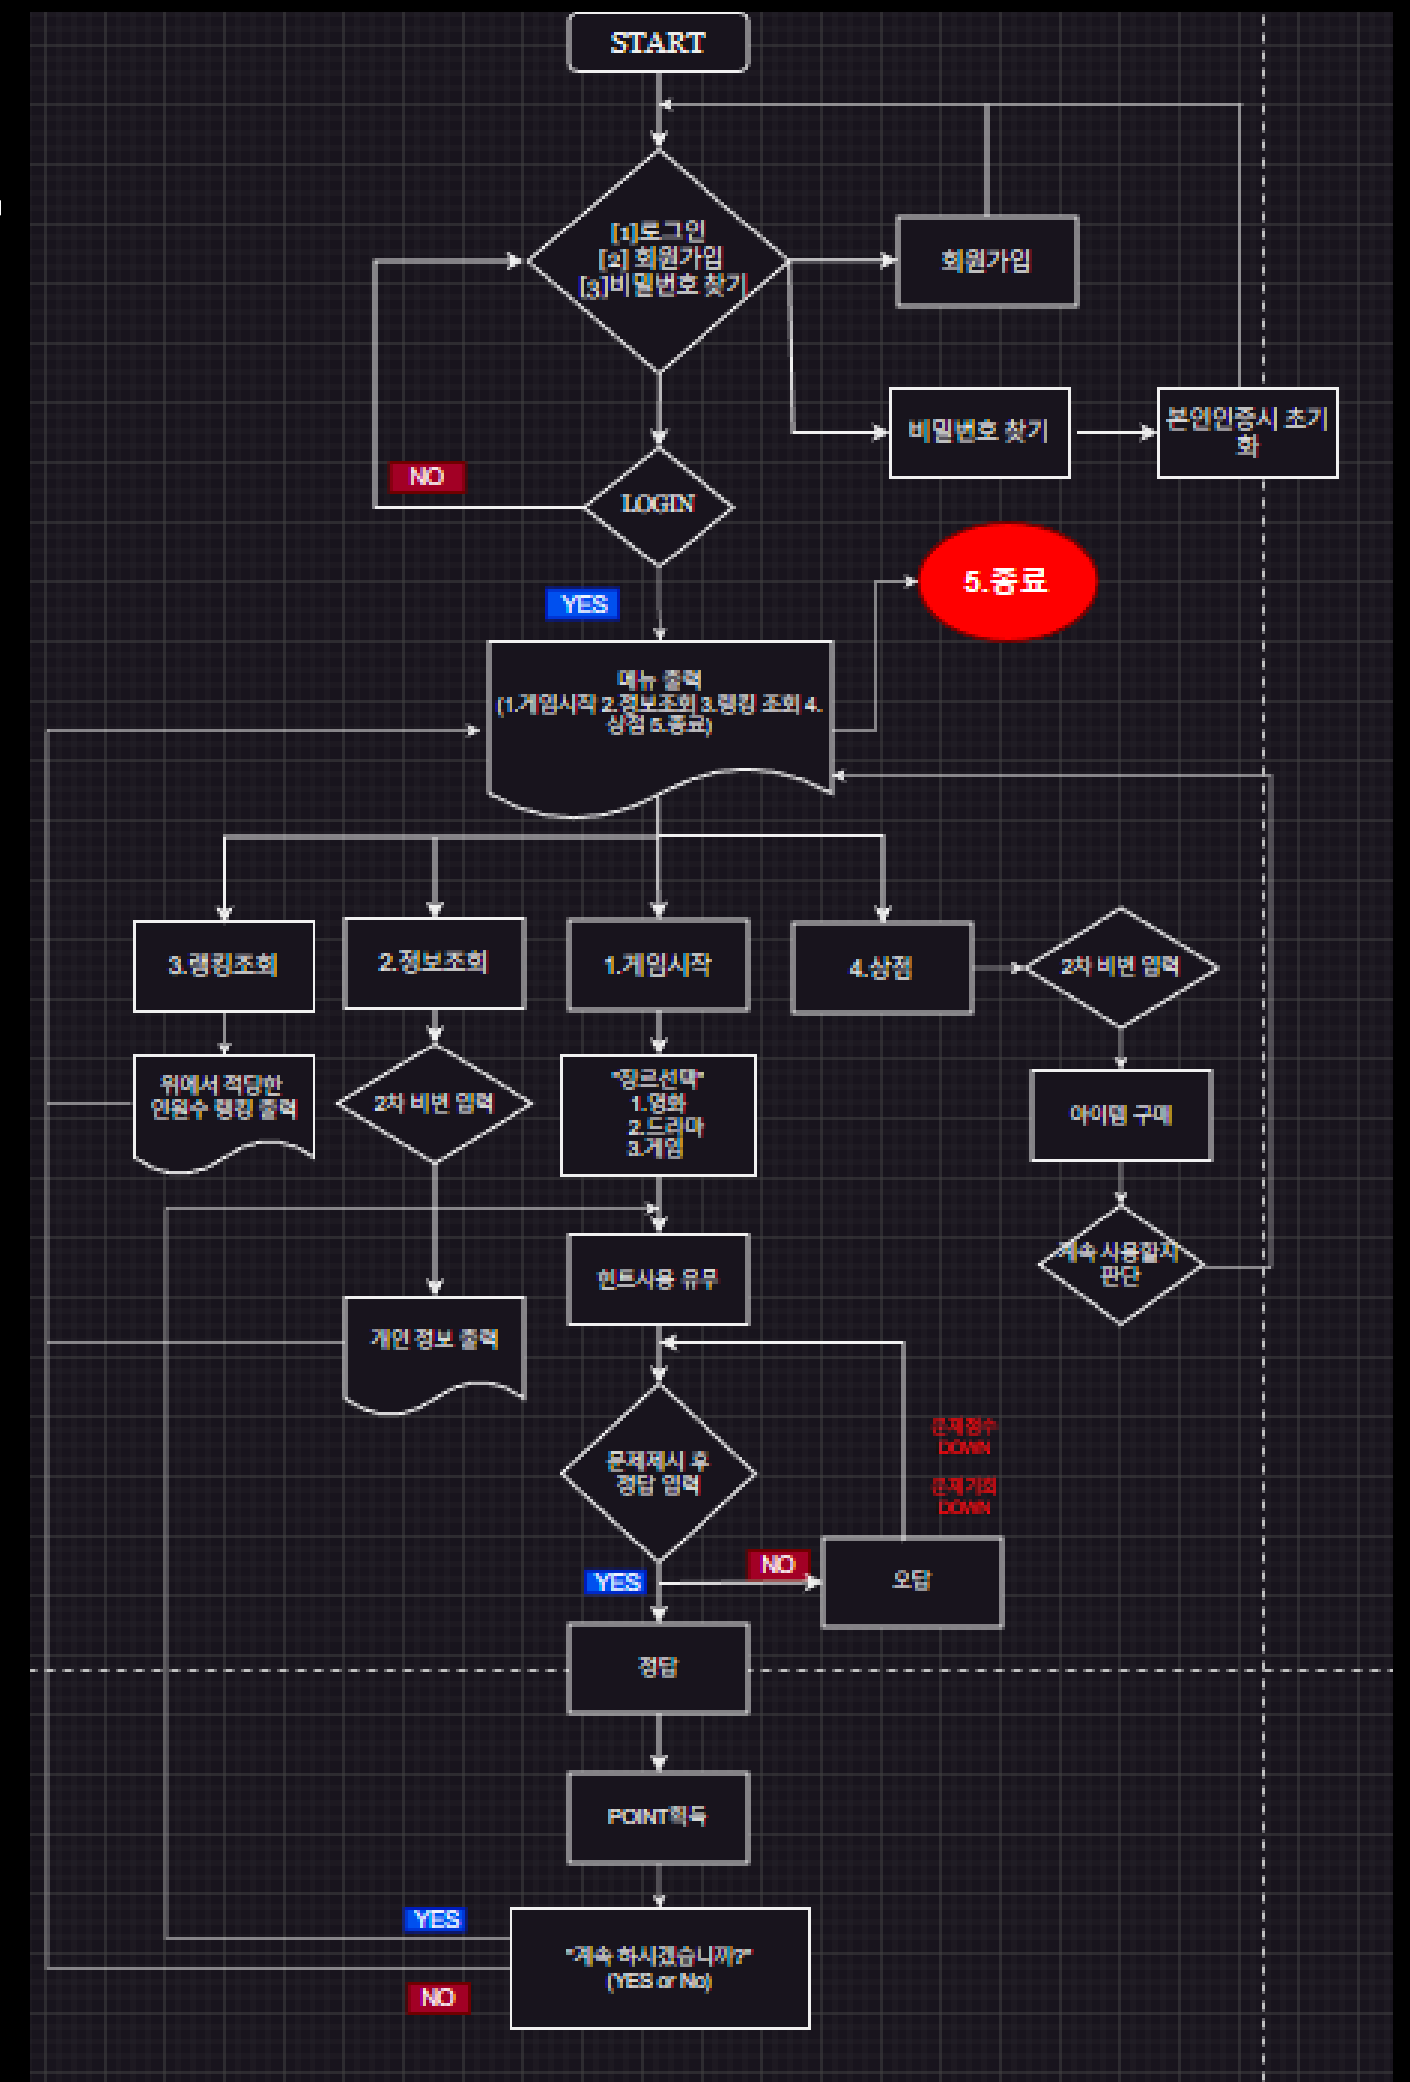 START
[1]로그인
[2] 회원가입
[3]비밀번호 찾기
회원가입
비밀번호 찾기
본인인증시 초기
화
NO
LOGIN
5.종료
YES
메뉴 출력
(1.게임시작 2.정보조회 3.랭킹 조회 4.
상점 5.종료)
3.랭킹조회
2.정보조회
1.게임시작
4.상점
2차 비번 입력
위에서 적당한
인원수 랭킹 출력
2차 비번 입력
"장르선택"
1.영화
2.드라마
3.게임
아이템 구매
힌트사용 유무
계속 사용할지
판단
개인 정보 출력
문제점수
DOWN
문제기회
DOWN
문제제시 후
정답 입력
NO
YES
오답
정답
POINT획득
YES
"계속 하시겠습니까?"
(YES or No)
NO